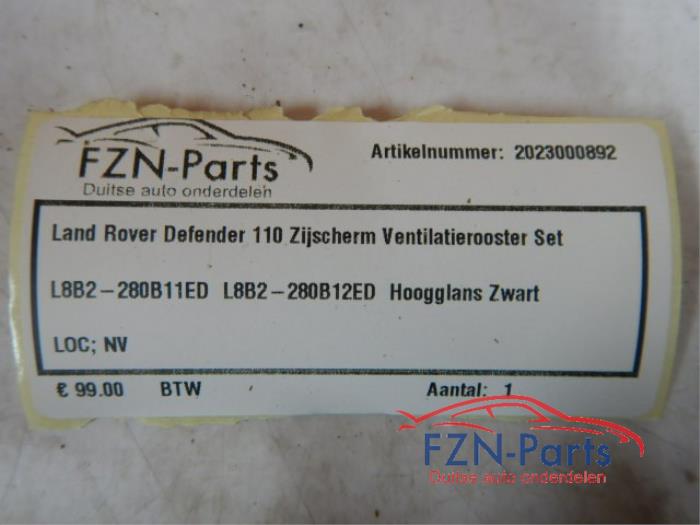 FZN-Parts
Duitse auto onderdelen
Artikelnummer: 2023000892
Land Rover Defender 110 Zijscherm Ventilatierooster Set
L8B2-280B11ED L8B2-280B12ED Hoogglans Zwart
LOC; NV
€ 99.00 BTW Aantal: 1
FZN-Parts
Duitse auto onderdelen